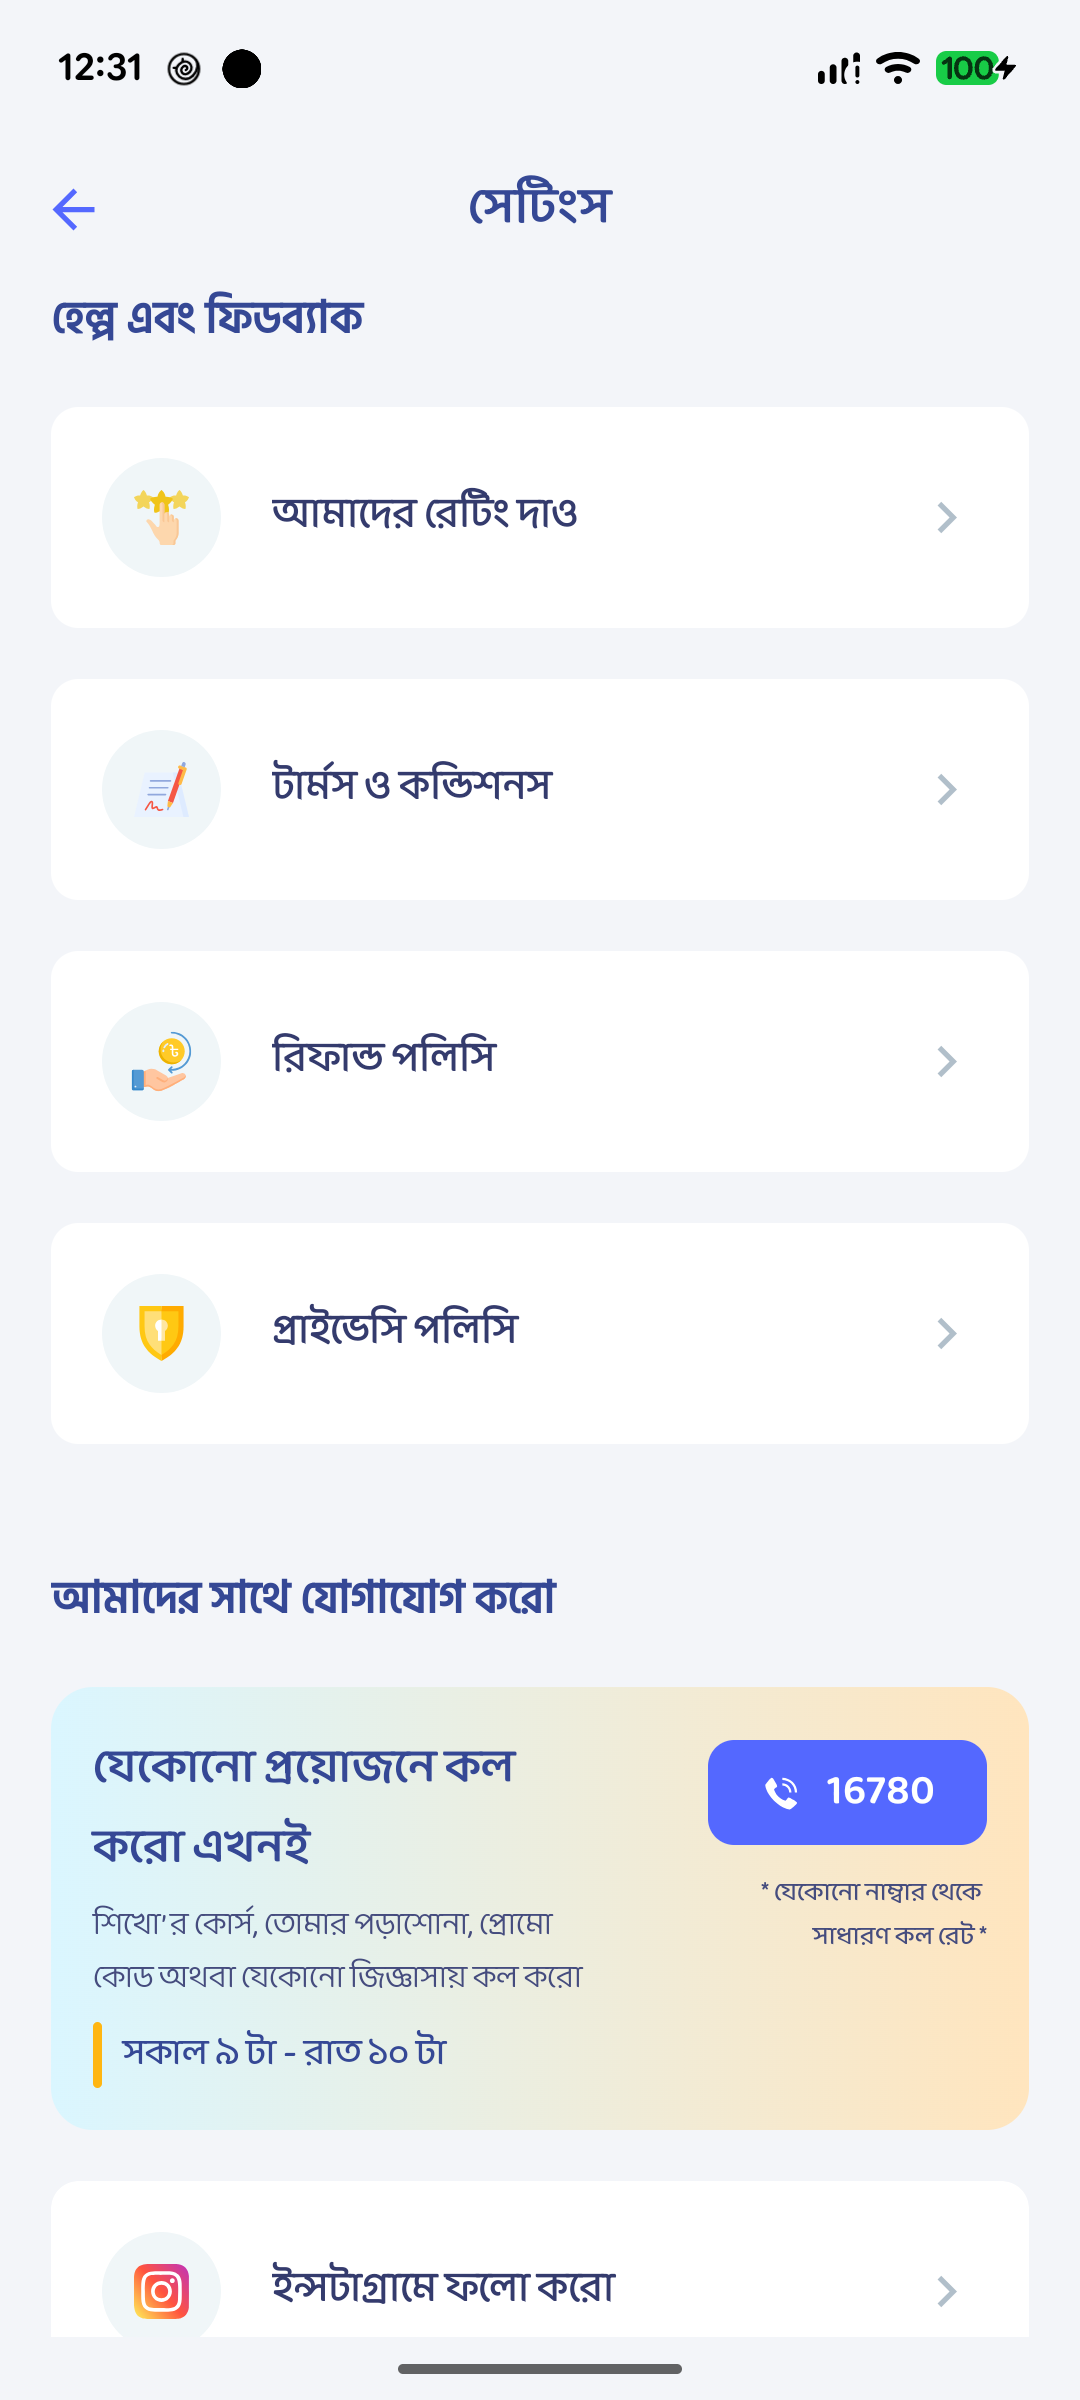 12:31
100
সেটিংস
হেল্প এবং ফিডব্যাক
আমাদের রেটিং দাও
টার্মস ও কন্ডিশনস
রিফান্ড পলিসি
প্রাইভেসি পলিসি
আমাদের সাথে যোগাযোগ করো
যেকোনো প্রয়োজনে কল
করো এখনই
শিখো’র কোর্স, তোমার পড়াশোনা, প্রোমো
কোড অথবা যেকোনো জিজ্ঞাসায় কল করো
সকাল ৯ টা - রাত ১০ টা
16780
* যেকোনো নাম্বার থেকে
সাধারণ কল রেট *
ইন্সটাগ্রামে ফলো করো